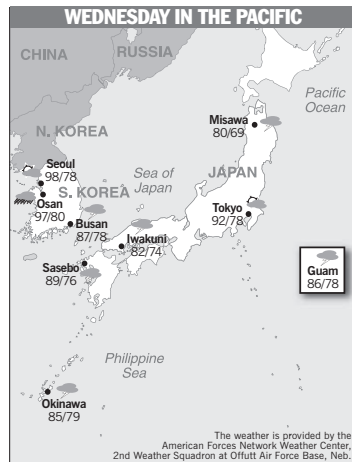 WEDNESDAY IN THE PACIFIC
CHINA
RUSSIA
Pacific
Ocean
Misawa
80/69
N. KOREA
Seoul
98/78
Sea of
Japan
JAPAN
S. KOREA
Osan
97/80
Tokyo
92/78
Busan
87/78
Iwakuni
82/74
Sasebo
89/76
Guam
86/78
Philippine
Sea
Okinawa
85/79
The weather is provided by the
American Forces Network Weather Center,
2nd Weather Squadron at Offutt Air Force Base, Neb.